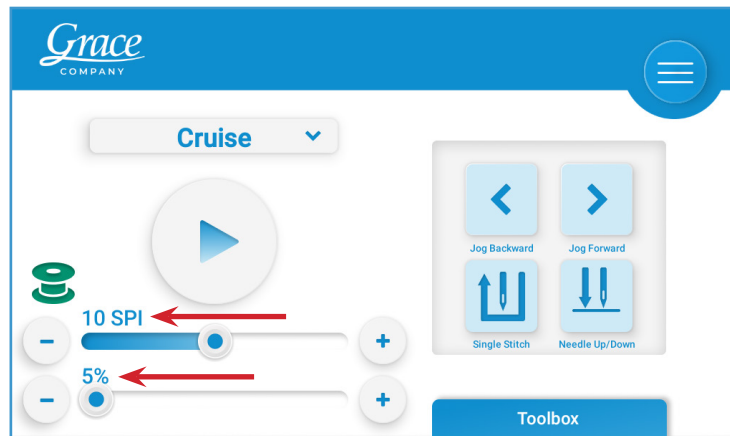 Grace
COMPANY
Cruise
10 SPI
5%
Jog Backward
Jog Forward
Single Stitch
Needle Up/Down
Toolbox